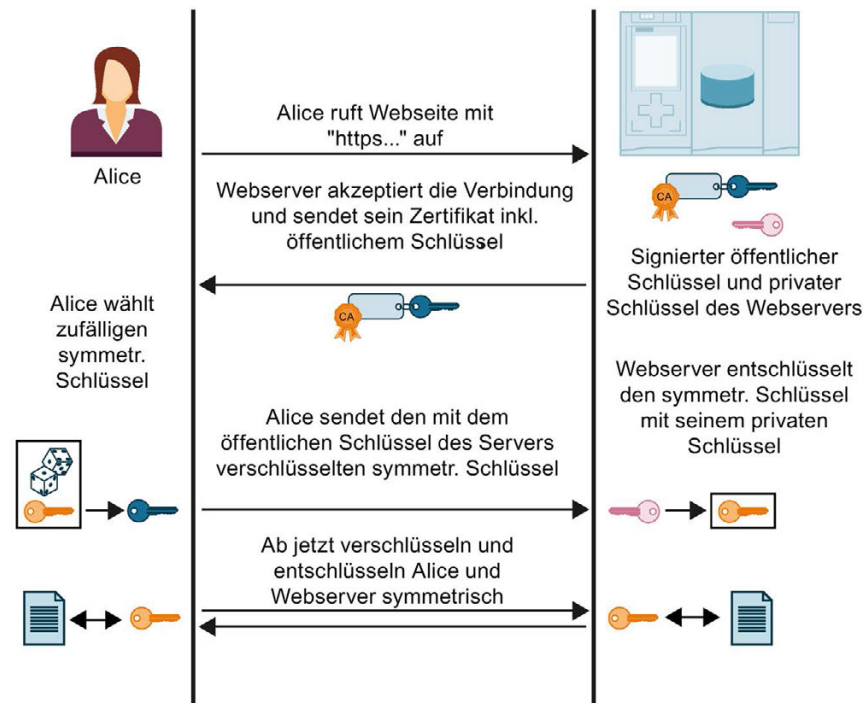 Alice
Alice ruft Webseite mit
"https..." auf
Webserver akzeptiert die Verbindung
und sendet sein Zertifikat inkl.
öffentlichem Schlüssel
CA
Signierter öffentlicher
Schlüssel und privater
Schlüssel des Webservers
CA
Alice wählt
zufälligen
symmetr.
Schlüssel
Alice sendet den mit dem
öffentlichen Schlüssel des Servers
verschlüsselten symmetr. Schlüssel
Webserver entschlüsselt
den symmetr. Schlüssel
mit seinem privaten
Schlüssel
Ab jetzt verschlüsseln und
entschlüsseln Alice und
Webserver symmetrisch